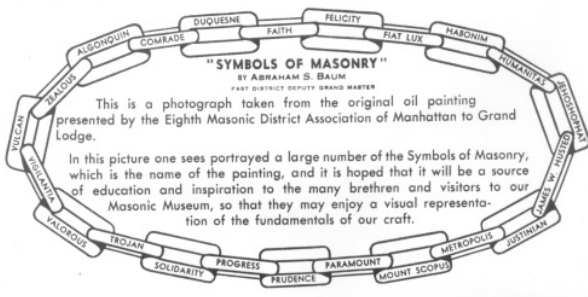 DUQUESNE
FELICITY
ALGONQUIN
COMRADE
FAITH
FIAT LUX
HABONIM
ZEALOUS
HUMANITAS
VULCAN
JEHOSHOPHAT
"SYMBOLS OF MASONRY"
BY ABRAHAM S. BAUM
PAST DISTRICT DEPUTY GRAND MASTER
This is a photograph taken from the original oil painting
presented by the Eighth Masonic District Association of Manhattan to Grand
Lodge.
In this picture one sees portrayed a large number of the Symbols of Masonry,
which is the name of the painting, and it is hoped that it will be a source
of education and inspiration to the many brethren and visitors to our
Masonic Museum, so that they may enjoy a visual representa-
tion of the fundamentals of our craft.
VIGILANTIA
JAMES W. HUSTED
VALOROUS
TROJAN
SOLIDARITY
PROGRESS
PRUDENCE
PARAMOUNT
MOUNT SCOPUS
METROPOLIS
JUSTINIAN